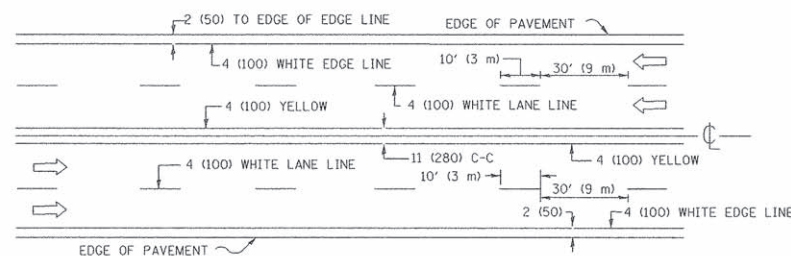 2 (50) TO EDGE OF EDGE LINE
EDGE OF PAVEMENT
4 (100) WHITE EDGE LINE
10' (3 m)
30' (9 m)
4 (100) YELLOW
4 (100) WHITE LANE LINE
CL
4 (100) WHITE LANE LINE
11 (280) C-C
4 (100) YELLOW
10' (3 m)
30' (9 m)
2 (50)
4 (100) WHITE EDGE LINE
EDGE OF PAVEMENT